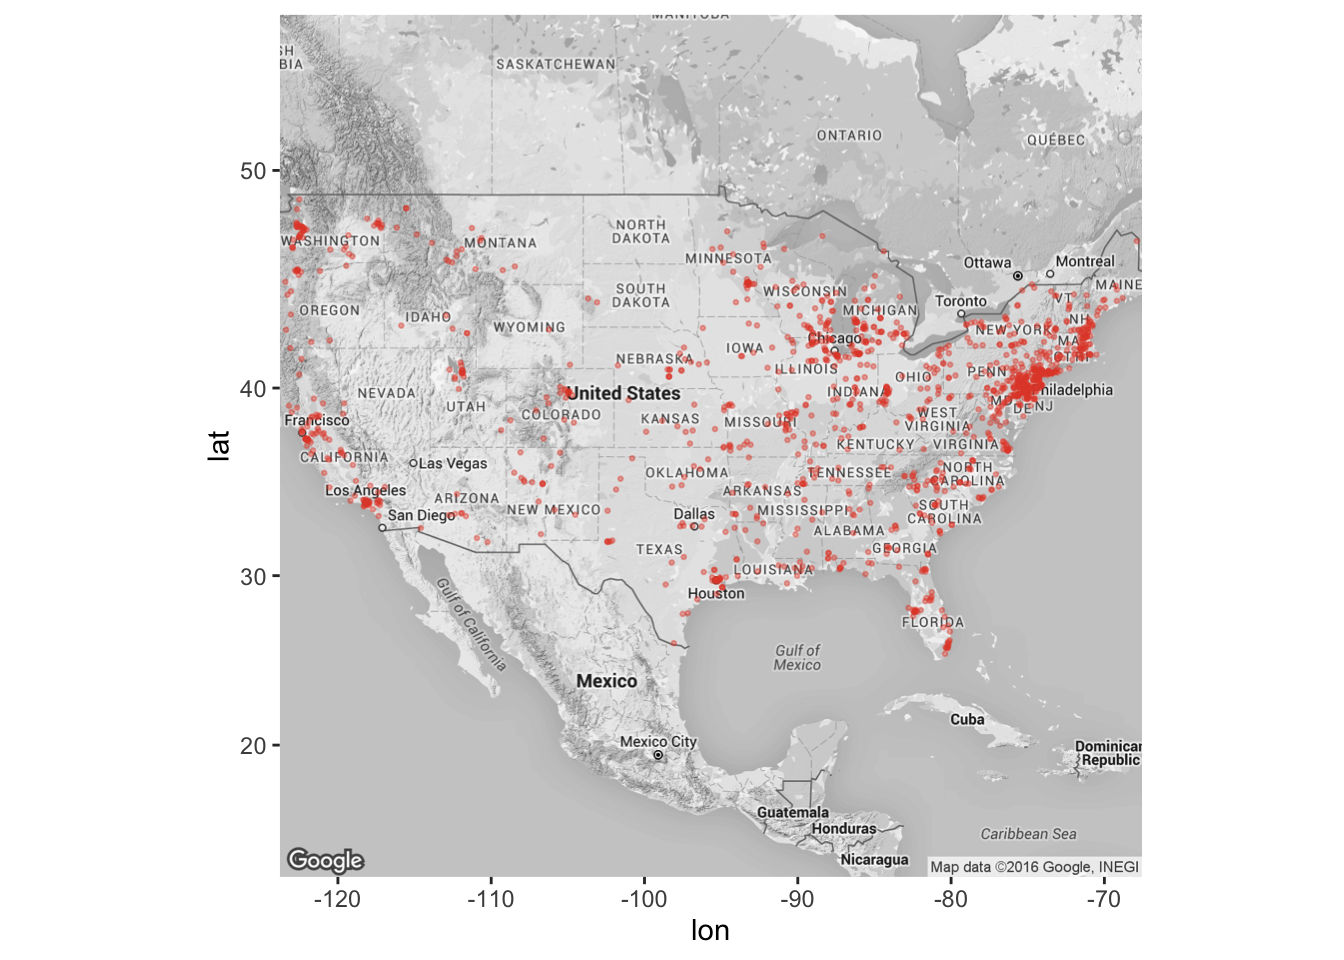 MANITOBA
SH
BIA
SASKATCHEWAN
ONTARIO
QUÉBEC
50
NORTH
DAKOTA
WASHINGTON
MONTANA
MINNESOTA
Ottawa
Montreal
SOUTH
DAKOTA
WISCONSIN
MAINE
VT
Toronto
OREGON
IDAHO
WYOMING
MICHIGAN
NH
NEW YORK
MA
Chicago
IOWA
CT RI
NEBRASKA
ILLINOIS
PENN
OHIO
40
NEVADA
United States
INDIANA
hiladelphia
UTAH
COLORADO
MD
DE
NJ
Francisco
KANSAS
MISSOURI
WEST
VIRGINIA
KENTUCKY
VIRGINIA
CALIFORNIA
Las Vegas
OKLAHOMA
TENNESSEE
NORTH
CAROLINA
Los Angeles
ARIZONA
ARKANSAS
NEW MEXICO
MISSISSIPPI
SOUTH
CAROLINA
San Diego
Dallas
ALABAMA
TEXAS
GEORGIA
LOUISIANA
30
Houston
Gulf of California
FLORIDA
Gulf of
Mexico
Mexico
Cuba
20
Mexico City
Dominican
Republic
Guatemala
Honduras
Caribbean Sea
Nicaragua
Google
Map data ©2016 Google, INEGI
-120
-110
-100
-90
-80
-70
lon
lat